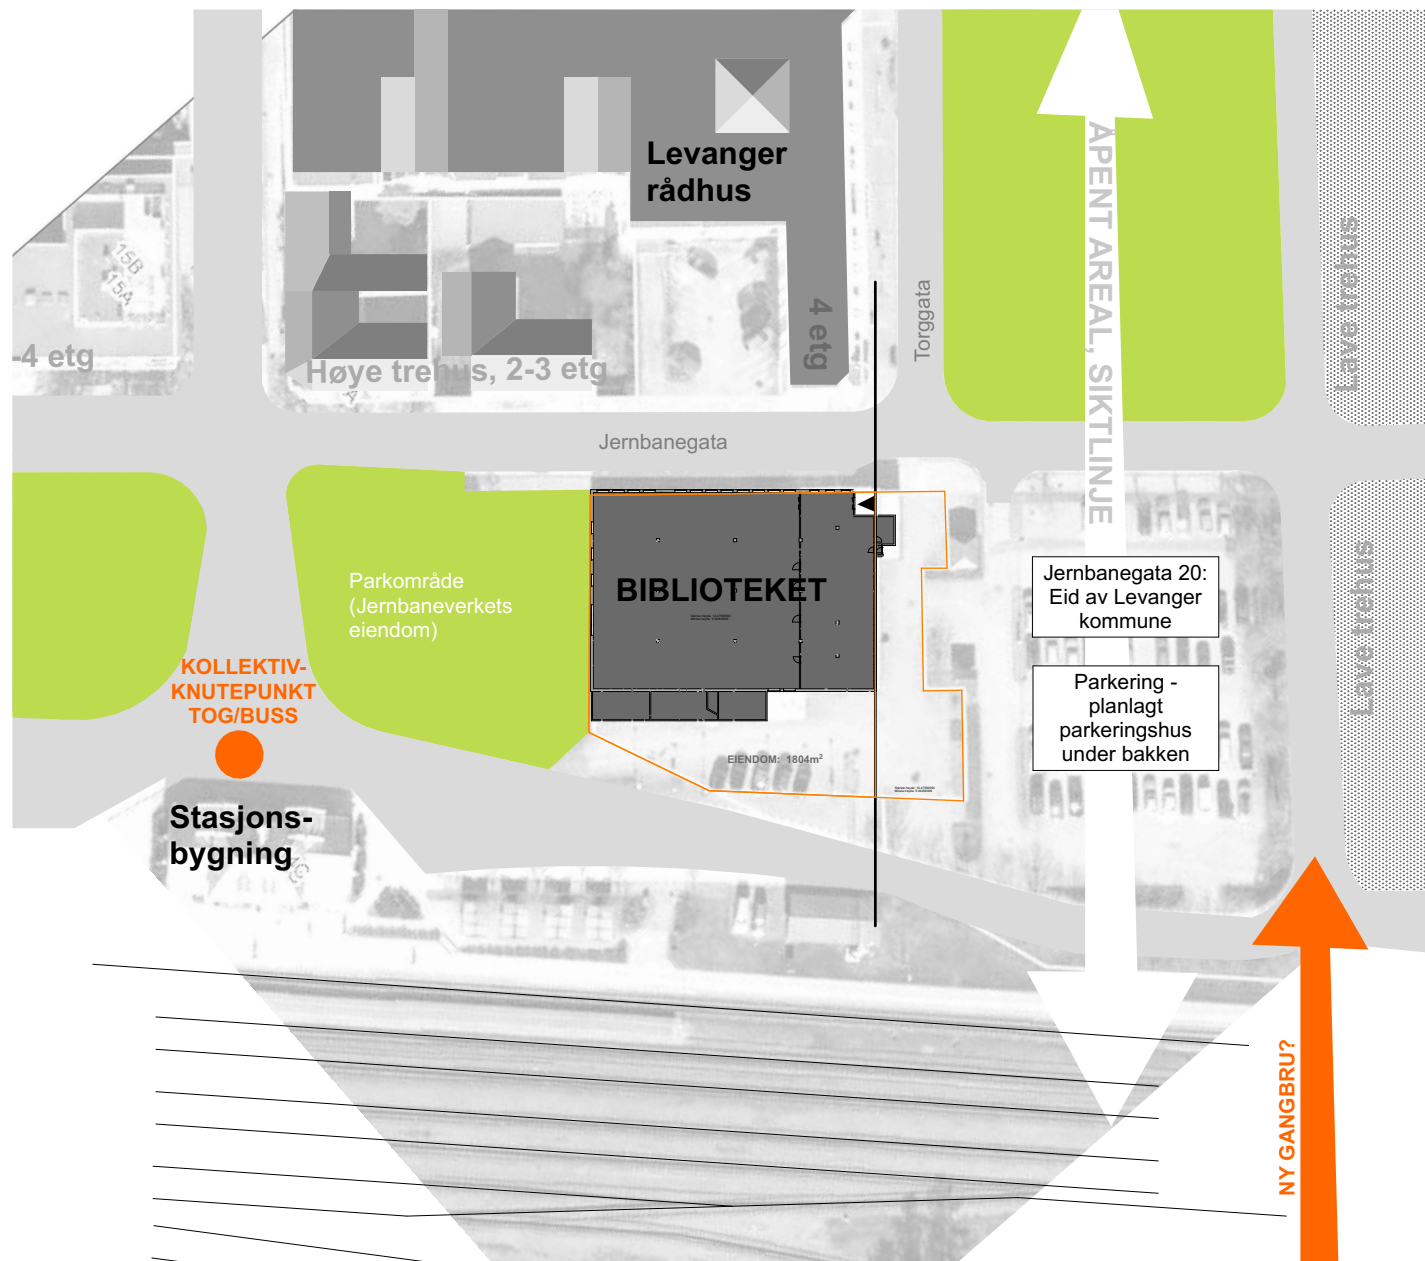 Levanger
rådhus
15B
15A
-4 etg
Høye trehus, 2-3 etg
4 etg
Torggata
ÅPENT AREAL, SIKTLINJE
Lave trehus
Jernbanegata
Parkområde
(Jernbaneverkets
eiendom)
BIBLIOTEKET
Jernbanegata 20:
Eid av Levanger
kommune
Lave trehus
KOLLEKTIV-
KNUTEPUNKT
TOG/BUSS
Parkering -
planlagt
parkeringshus
under bakken
EIENDOM: 1804m²
Stasjons-
bygning
NY GANGBRU?